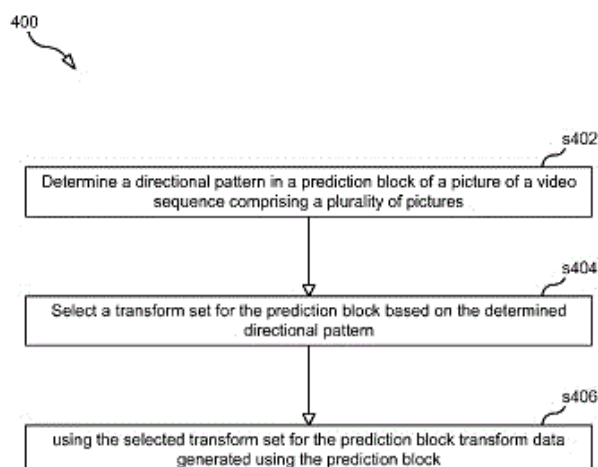 400
s402
Determine a directional pattern in a prediction block of a picture of a video
sequence comprising a plurality of pictures
s404
Select a transform set for the prediction block based on the determined
directional pattern
s406
using the selected transform set for the prediction block transform data
generated using the prediction block